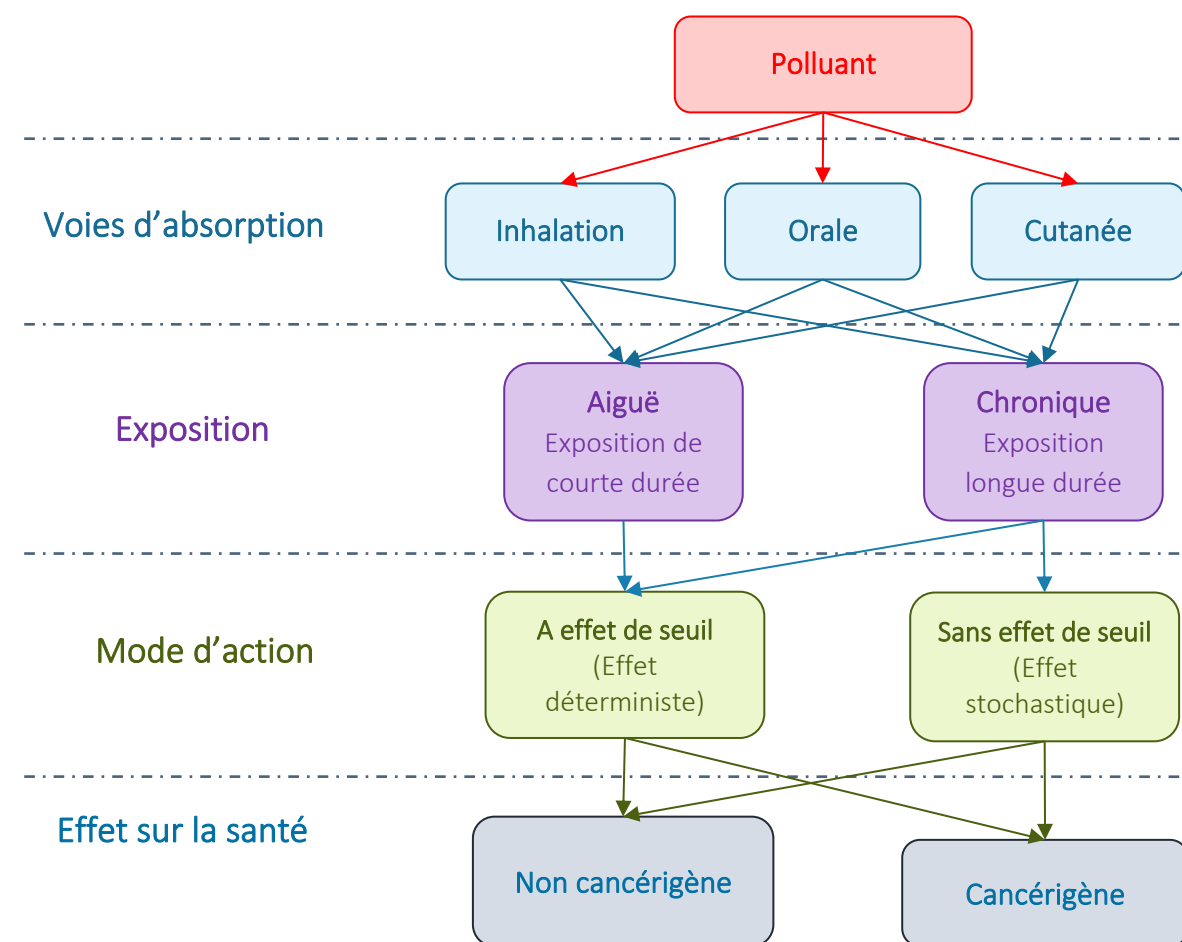 Polluant
Voies d’absorption
Inhalation
Orale
Cutanée
Exposition
Aiguë
Exposition de
courte durée
Chronique
Exposition
longue durée
Mode d’action
A effet de seuil
(Effet
déterministe)
Sans effet de seuil
(Effet
stochastique)
Effet sur la santé
Non cancérigène
Cancérigène